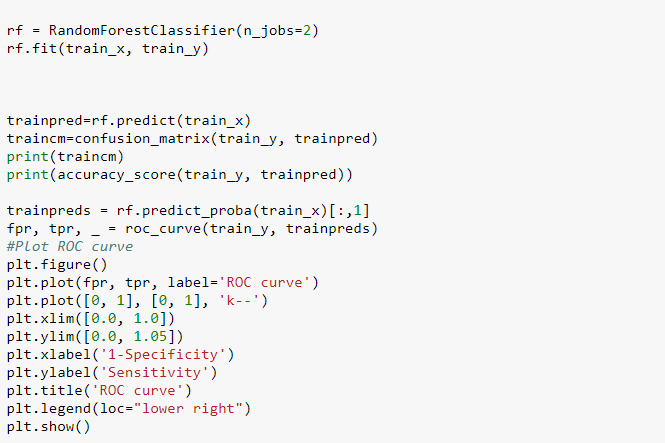 rf = RandomForestClassifier(n_jobs=2)
rf.fit(train_x, train_y)
trainpred=rf.predict(train_x)
traincm=confusion_matrix(train_y, trainpred)
print(traincm)
print(accuracy_score(train_y, trainpred))
trainpreds = rf.predict_proba(train_x)[:,1]
fpr, tpr, _ = roc_curve(train_y, trainpreds)
#Plot ROC curve
plt.figure()
plt.plot(fpr, tpr, label='ROC curve')
plt.plot([0, 1], [0, 1], 'k--')
plt.xlim([0.0, 1.0])
plt.ylim([0.0, 1.05])
plt.xlabel('1-Specificity')
plt.ylabel('Sensitivity')
plt.title('ROC curve')
plt.legend(loc="lower right")
plt.show()